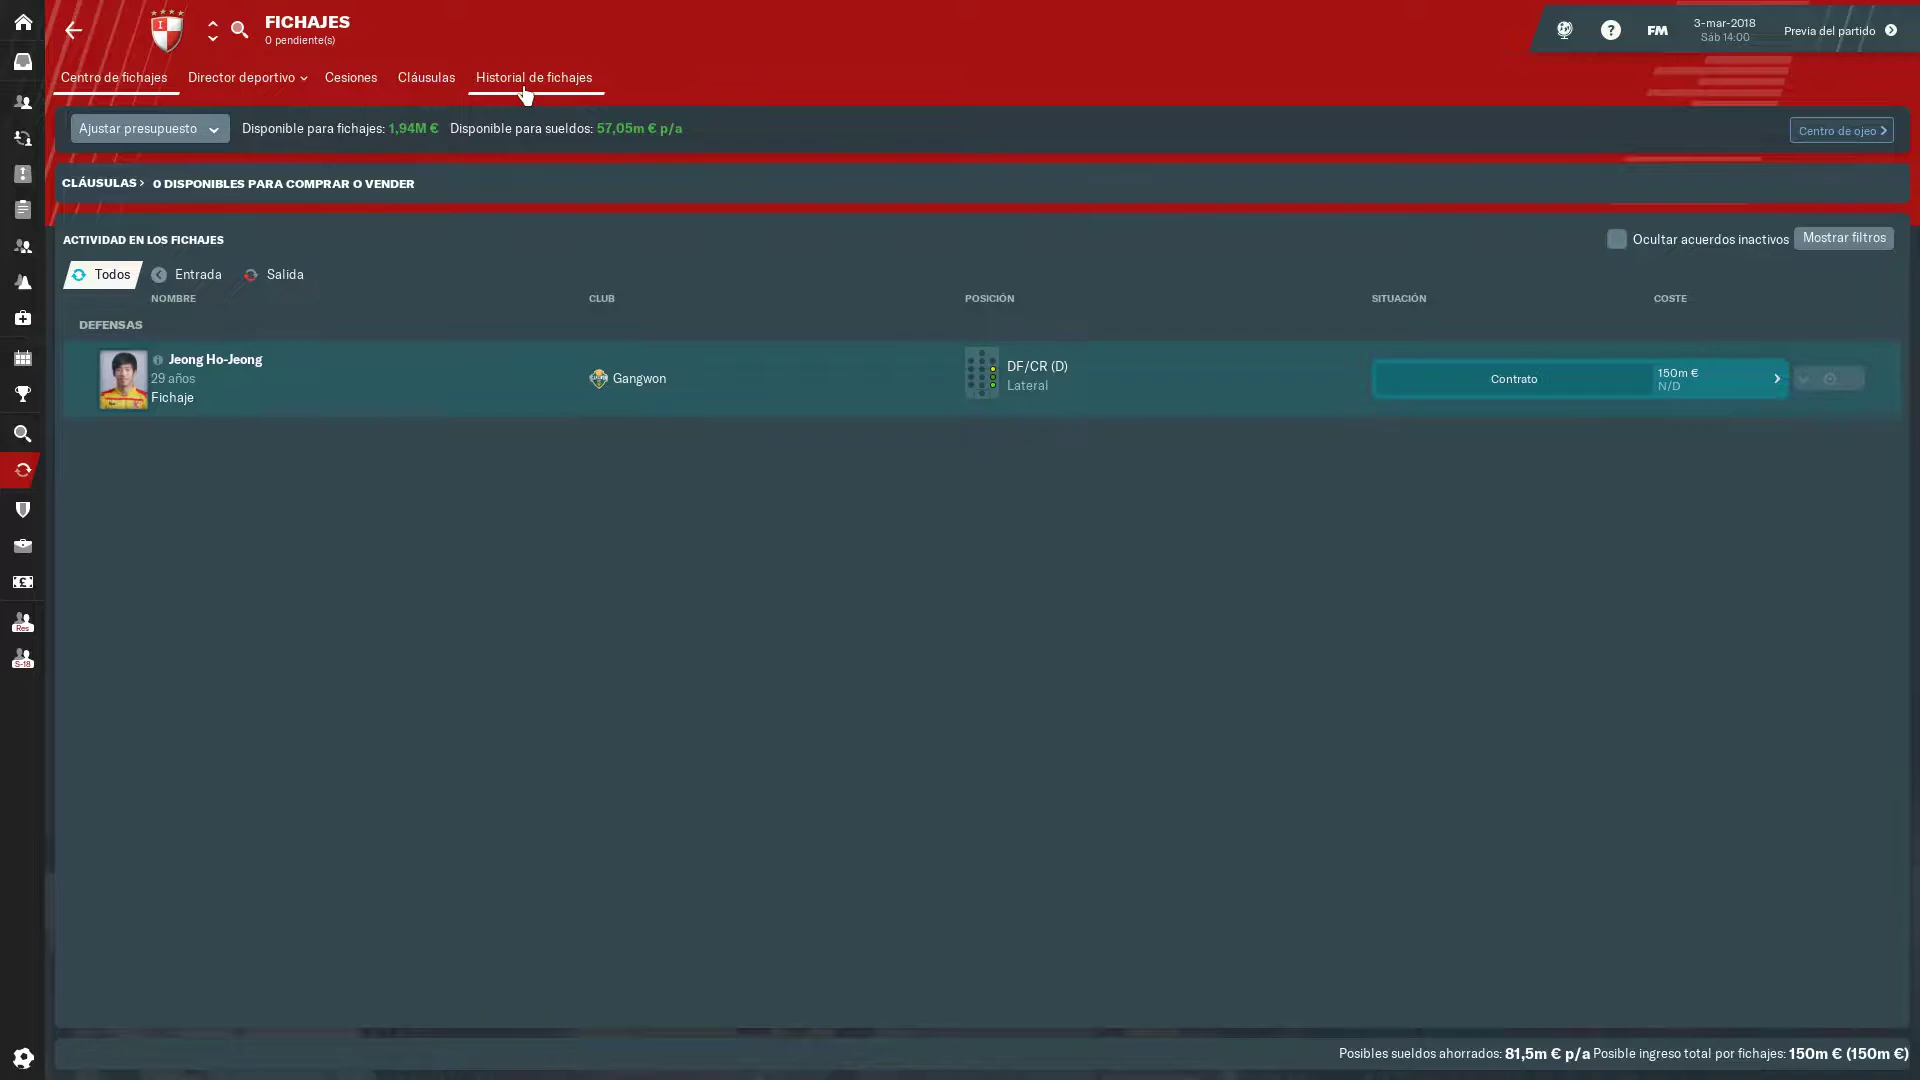 FICHAJES
0 pendiente(s)
FM
3-mar-2018
Sáb 14:00
Previa del partido
Centro de fichajes
Director deportivo
Cesiones
Cláusulas
Historial de fichajes
Ajustar presupuesto
Disponible para fichajes: 1,94M €
Disponible para sueldos: 57,05m € p/a
Centro de ojeo
CLÁUSULAS
0 DISPONIBLES PARA COMPRAR O VENDER
ACTIVIDAD EN LOS FICHAJES
Ocultar acuerdos inactivos
Mostrar filtros
Todos
Entrada
Salida
NOMBRE
CLUB
POSICIÓN
SITUACIÓN
COSTE
DEFENSAS
Jeong Ho-Jeong
29 años
Fichaje
Gangwon
DF/CR (D)
Lateral
Contrato
150m €
N/D
Res
S-18
Posibles sueldos ahorrados: 81,5m € p/a Posible ingreso total por fichajes: 150m € (150m €)